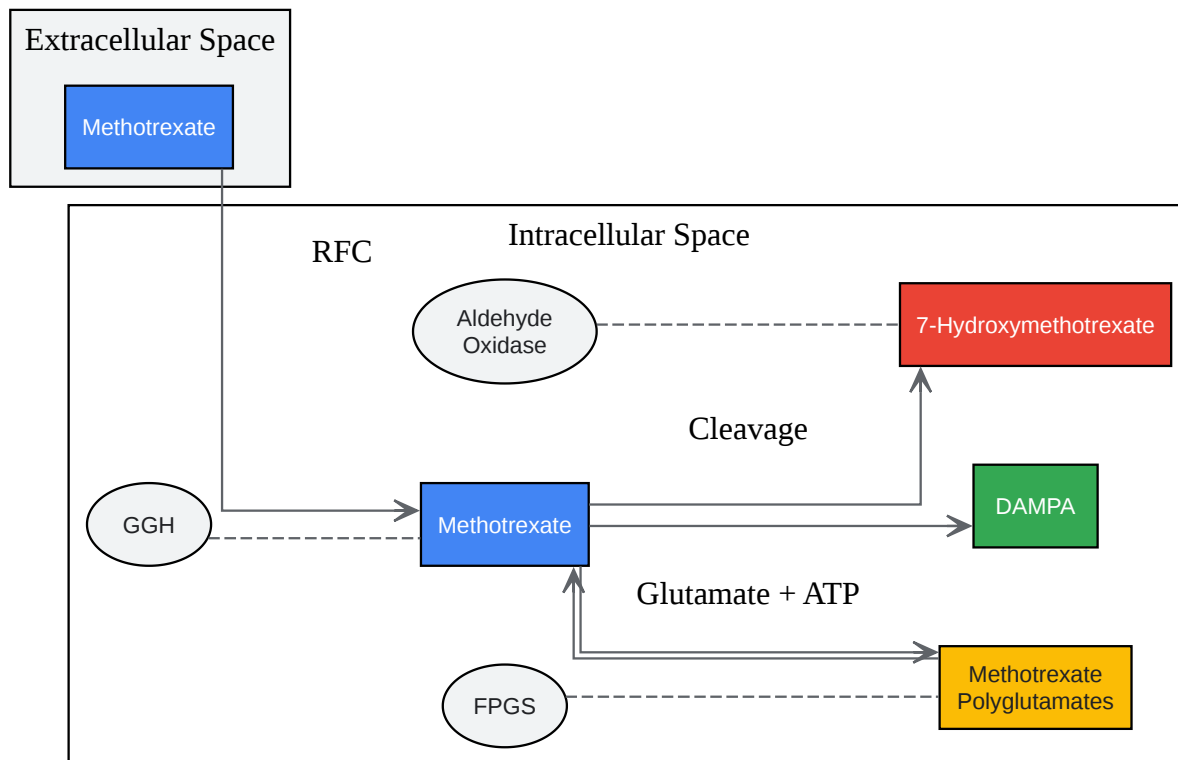 Extracellular Space
Methotrexate
Intracellular Space
RFC
Aldehyde
Oxidase
7-Hydroxymethotrexate
Cleavage
DAMPA
GGH
Methotrexate
Glutamate + ATP
FPGS
Methotrexate
Polyglutamates